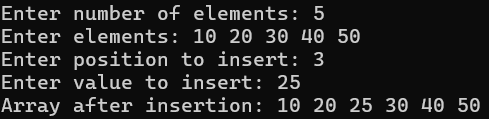 Enter number of elements: 5
Enter elements: 10 20 30 40 50
Enter position to insert: 3
Enter value to insert: 25
Array after insertion: 10 20 25 30 40 50